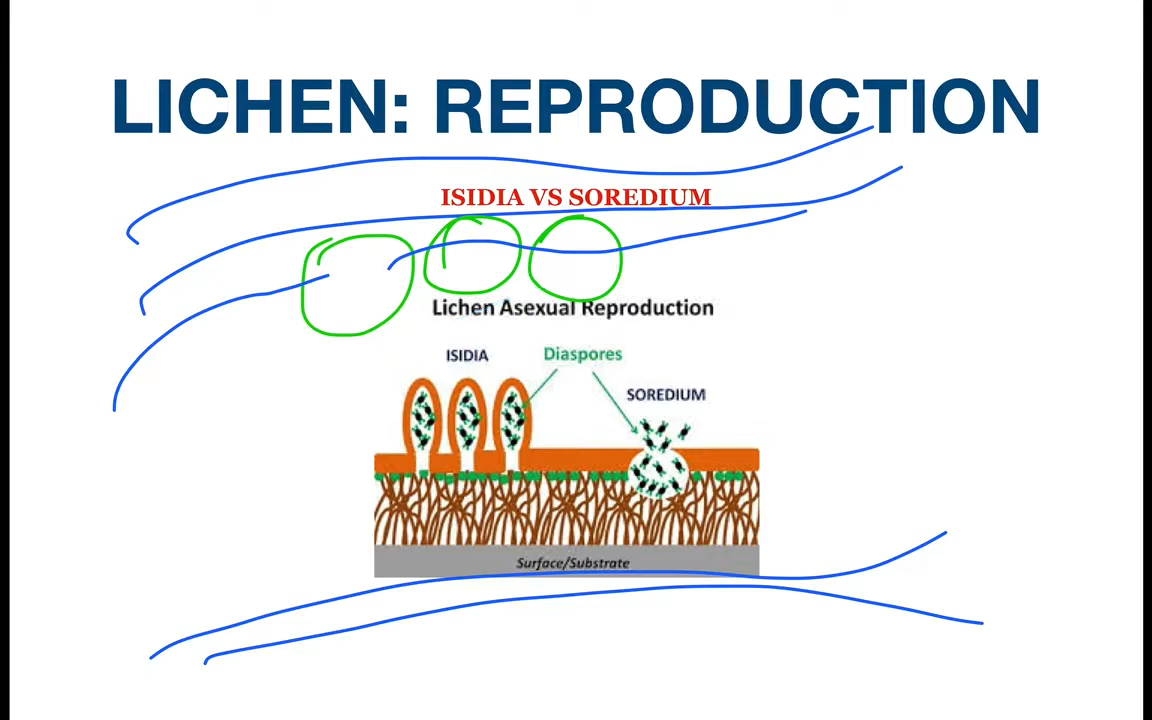 LICHEN: REPRODUCTION
ISIDIA VS SOREDIUM
Lichen Asexual Reproduction
ISIDIA
Diaspores
SOREDIUM
Surface/Substrate